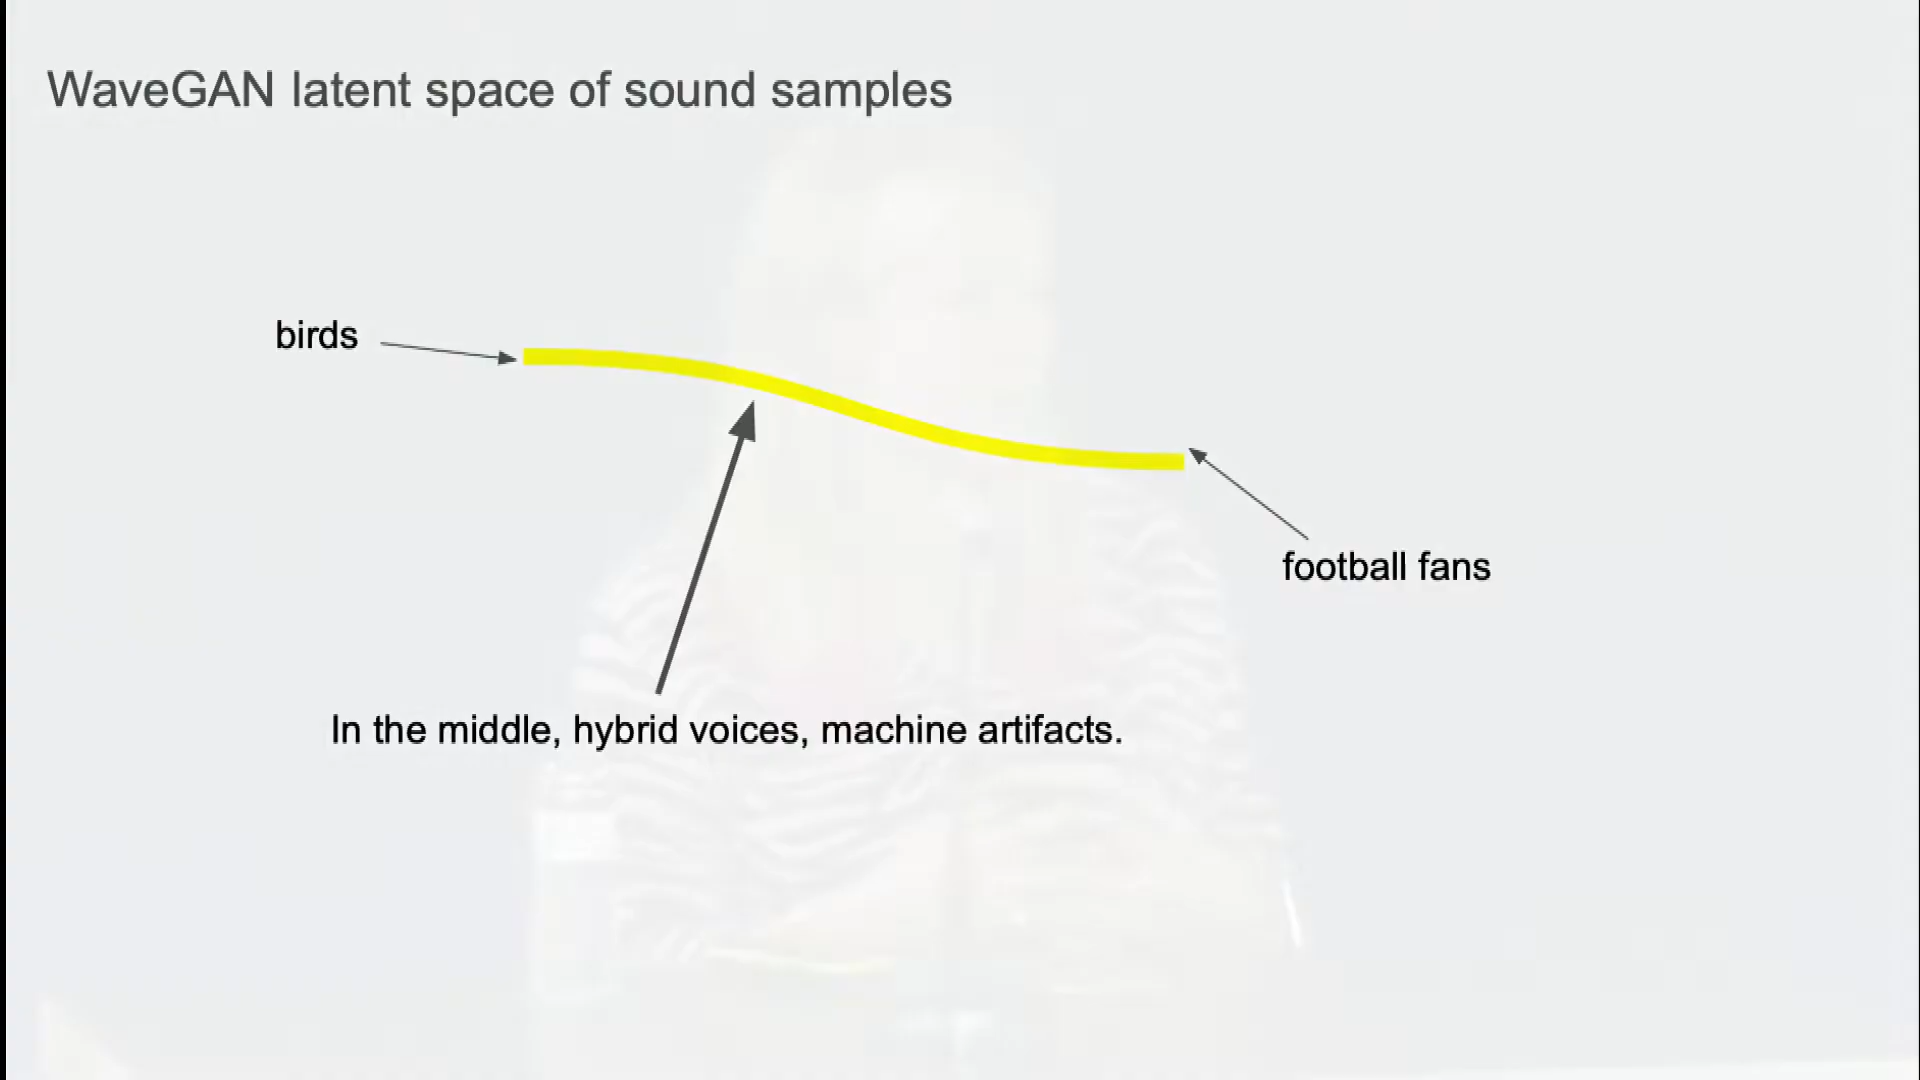 WaveGAN latent space of sound samples
birds
football fans
In the middle, hybrid voices, machine artifacts.